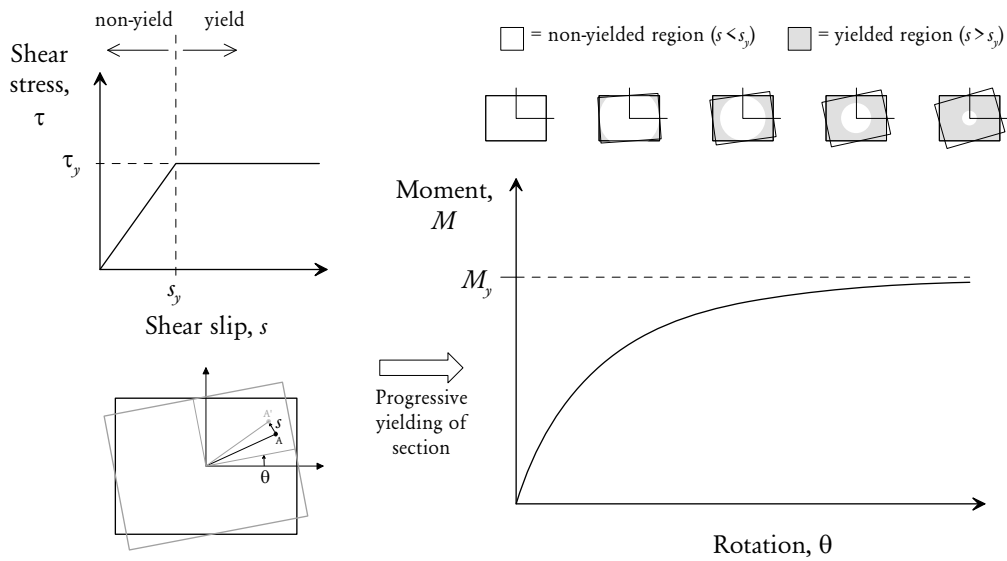 non-yield yield
Shear
stress,
τ
τy
sy
Shear slip, s
A'
s
A
θ
Progressive
yielding of
section
= non-yielded region (s<sy)
= yielded region (s>sy)
Moment,
M
My
Rotation, θ